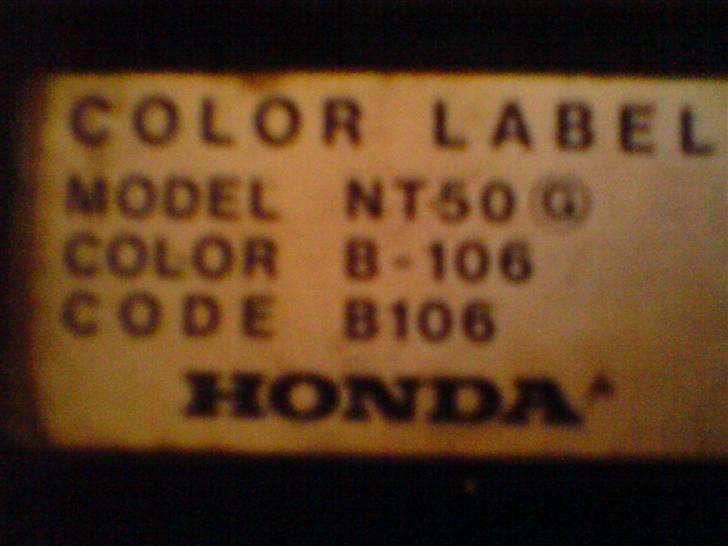 COLOR LABEL
MODEL NT50 Ⓖ
COLOR B-106
CODE B106
HONDA